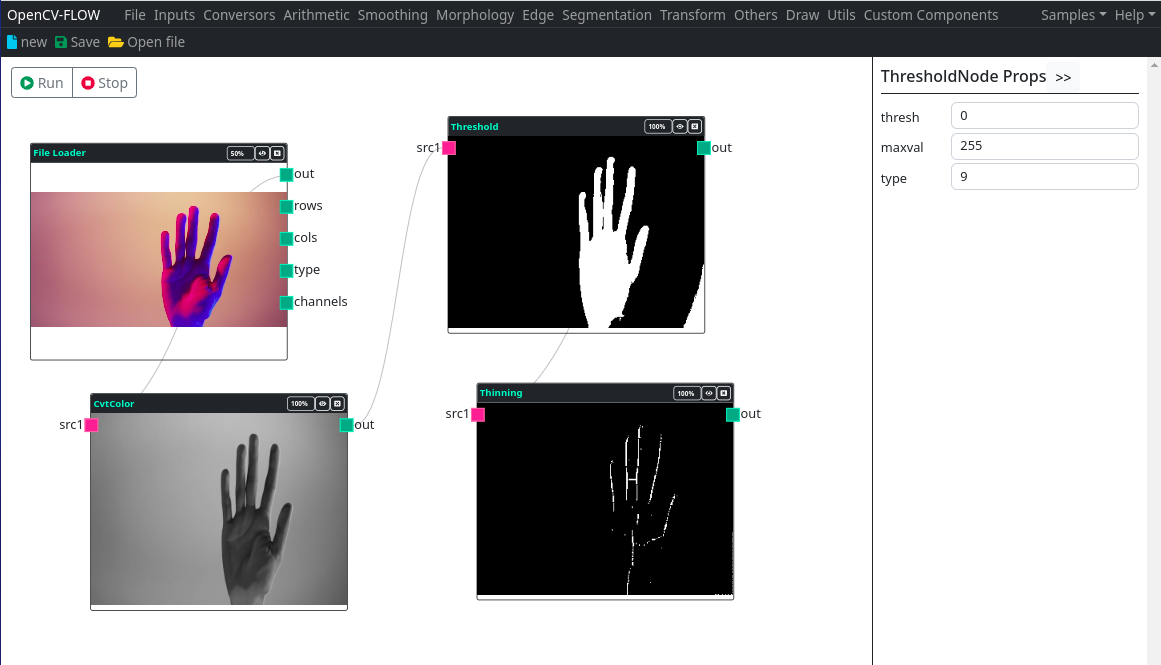 OpenCV-FLOW File Inputs Conversors Arithmetic Smoothing Morphology Edge Segmentation Transform Others Draw Utils Custom Components Samples Help
new Save Open file
Run Stop
ThresholdNode Props >>
thresh 0
maxval 255
type 9
Threshold 100%
src1 out
File Loader 50%
out
rows
cols
type
channels
CvtColor 100%
src1 out
Thinning 100%
src1 out